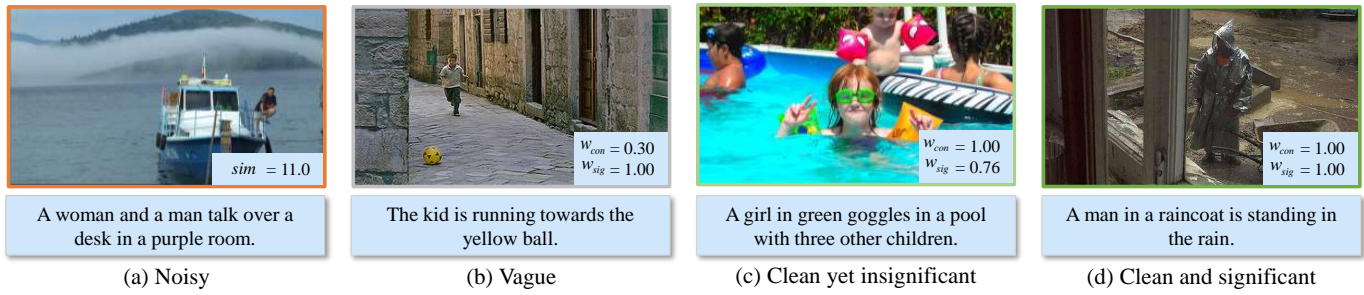 sim = 11.0
A woman and a man talk over a
desk in a purple room.
(a) Noisy
w_con = 0.30
w_sig = 1.00
The kid is running towards the
yellow ball.
(b) Vague
w_con = 1.00
w_sig = 0.76
A girl in green goggles in a pool
with three other children.
(c) Clean yet insignificant
w_con = 1.00
w_sig = 1.00
A man in a raincoat is standing in
the rain.
(d) Clean and significant